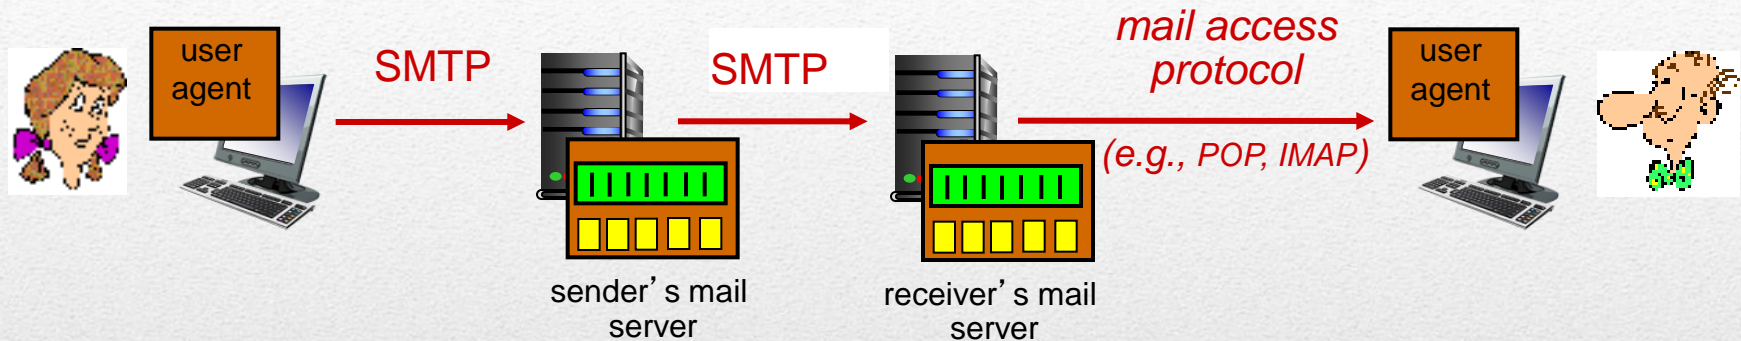 user
agent
SMTP
SMTP
mail access
protocol
(e.g., POP, IMAP)
user
agent
sender’s mail
server
receiver’s mail
server